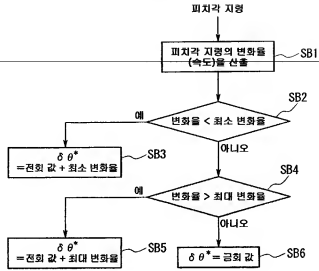 피치각 지령
피치각 지령의 변화율
(속도)을 산출
SB1
SB2
변화율 < 최소 변화율
예
아니오
δ θ*
=전회 값 + 최소 변화율
SB3
SB4
변화율 > 최대 변화율
예
아니오
δ θ*
=전회 값 + 최대 변화율
SB5
δ θ* = 금회 값
SB6